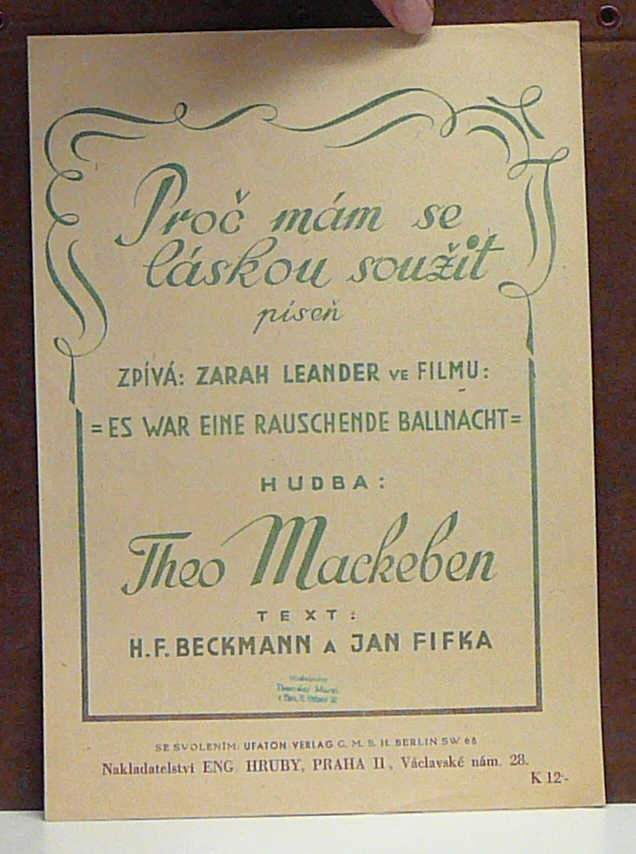 Proč mám se
láskou soužit
píseň
ZPÍVÁ: ZARAH LEANDER VE FILMU:
=ES WAR EINE RAUSCHENDE BALLNACHT=
HUDBA:
Theo Mackeben
TEXT:
H.F. BECKMANN A JAN FIFKA
SE SVOLENÍM: UFATON VERLAG G. M. B. H. BERLIN SW 68
Nakladatelství ENG. HRUBY, PRAHA II., Václavské nám. 28.
K 12·-